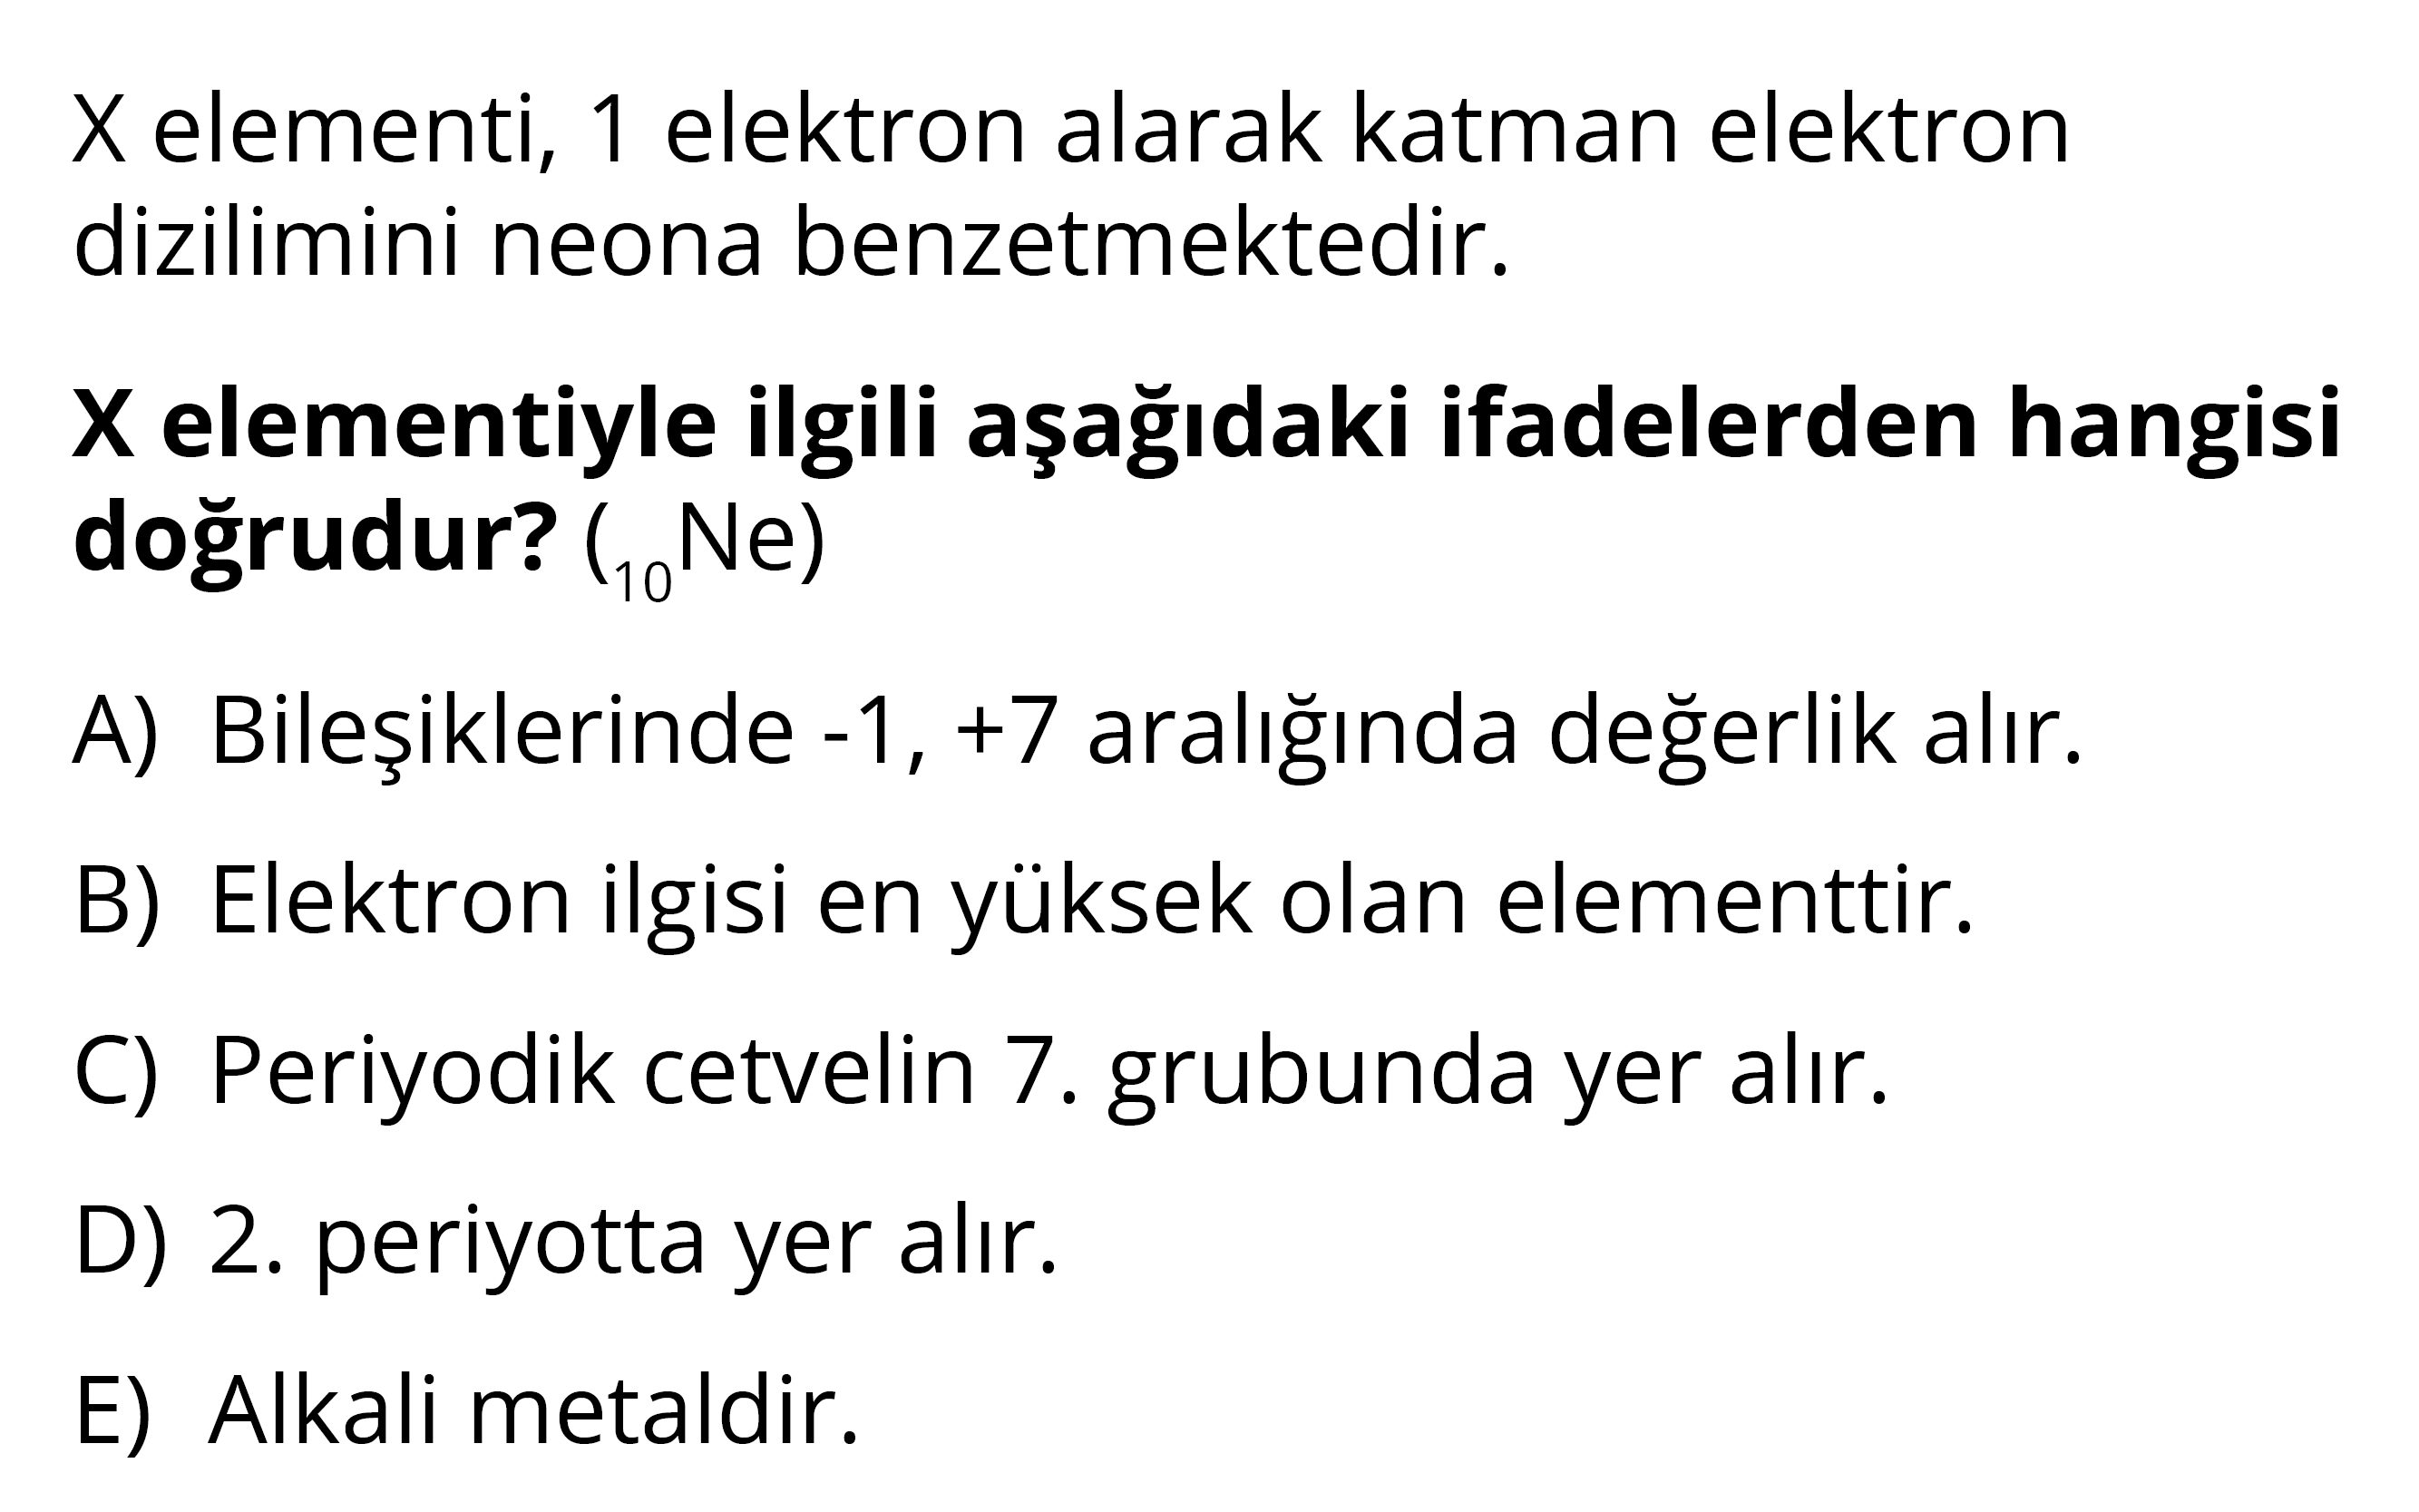 X elementi, 1 elektron alarak katman elektron
dizilimini neona benzetmektedir.
X elementiyle ilgili aşağıdaki ifadelerden hangisi
doğrudur? (₁₀Ne)
A) Bileşiklerinde -1, +7 aralığında değerlik alır.
B) Elektron ilgisi en yüksek olan elementtir.
C) Periyodik cetvelin 7. grubunda yer alır.
D) 2. periyotta yer alır.
E) Alkali metaldir.